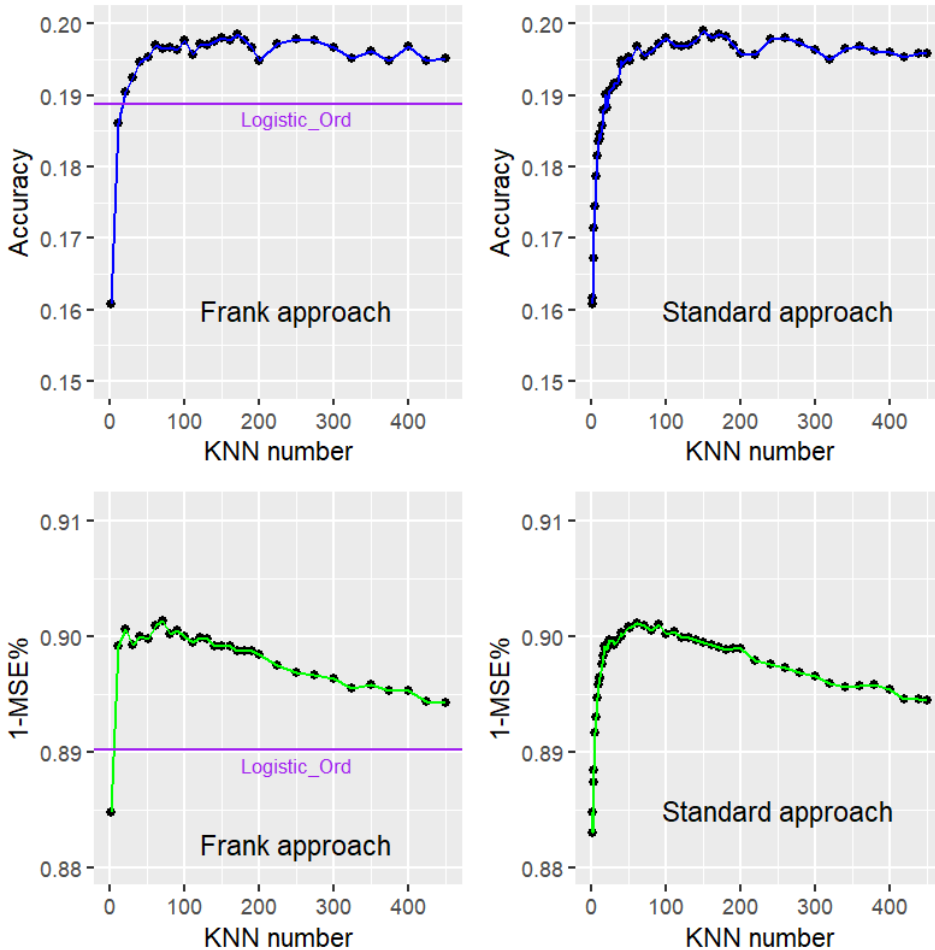 0.20
0.19
0.18
0.17
0.16
0.15
Accuracy
Logistic_Ord
Frank approach
0 100 200 300 400
KNN number
0.20
0.19
0.18
0.17
0.16
0.15
Accuracy
Standard approach
0 100 200 300 400
KNN number
0.91
0.90
0.89
0.88
1-MSE%
Logistic_Ord
Frank approach
0 100 200 300 400
KNN number
0.91
0.90
0.89
0.88
1-MSE%
Standard approach
0 100 200 300 400
KNN number